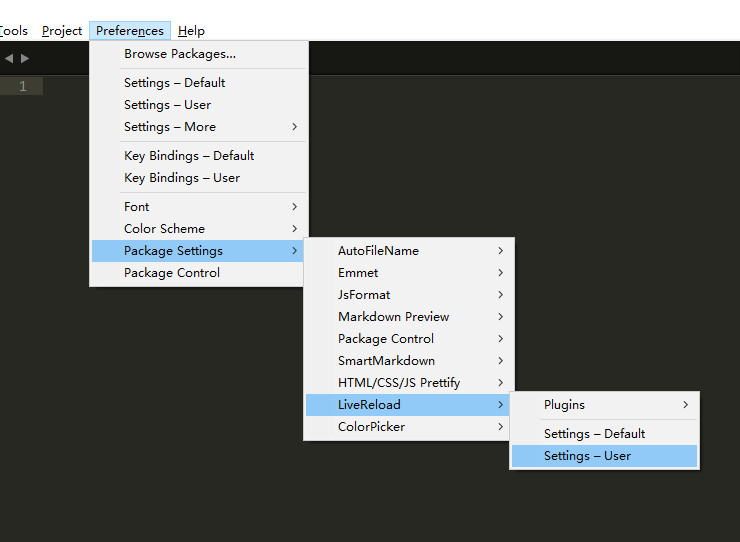 Tools Project Preferences Help
Browse Packages...
Settings – Default
Settings – User
Settings – More
Key Bindings – Default
Key Bindings – User
Font
Color Scheme
Package Settings
Package Control
AutoFileName
Emmet
JsFormat
Markdown Preview
Package Control
SmartMarkdown
HTML/CSS/JS Prettify
LiveReload
ColorPicker
Plugins
Settings – Default
Settings – User
1